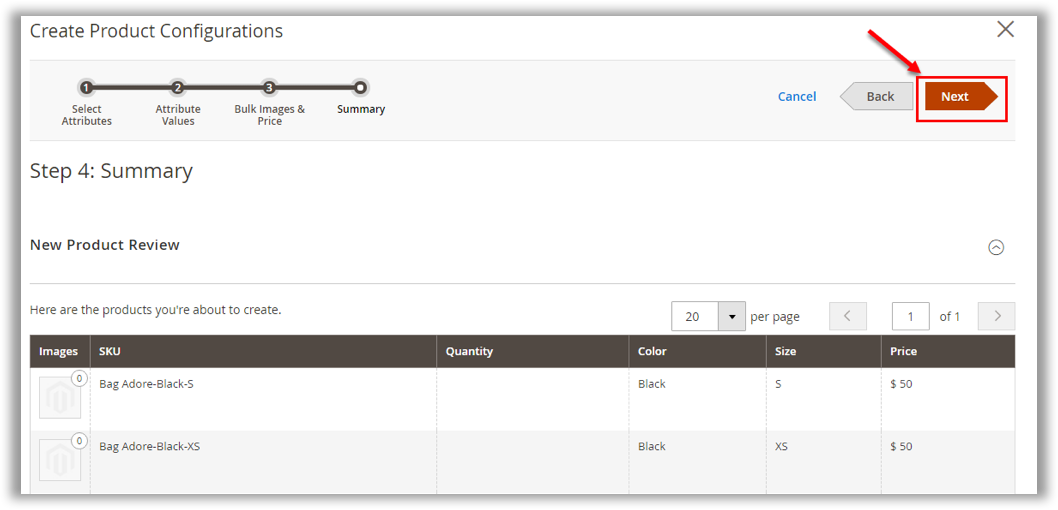 Create Product Configurations
1 2 3
Select Attribute Bulk Images & Summary
Attributes Values Price
Cancel Back Next
Step 4: Summary
New Product Review
Here are the products you're about to create.
20 per page 1 of 1
Images SKU Quantity Color Size Price
0 Bag Adore-Black-S Black S $ 50
0 Bag Adore-Black-XS Black XS $ 50